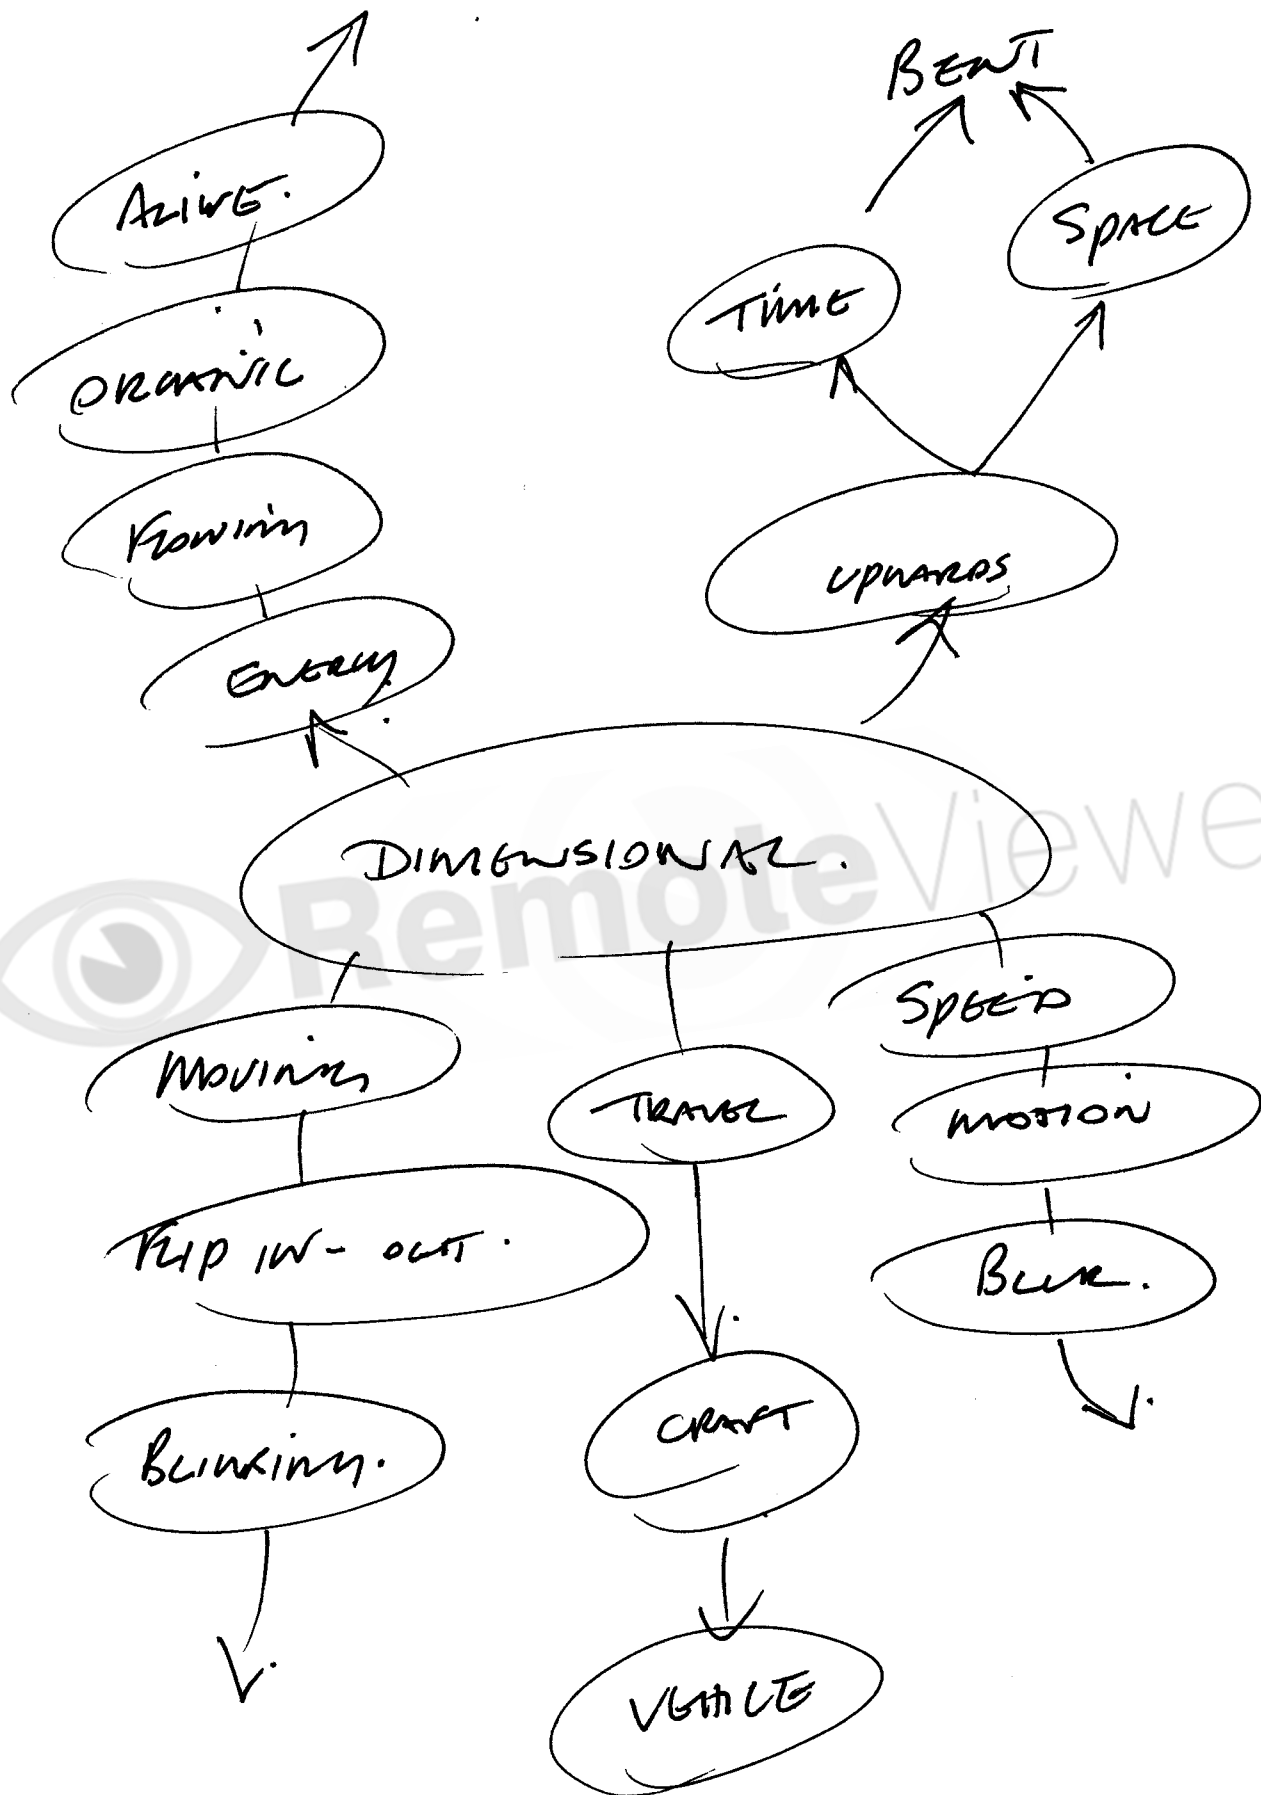 BENT
ALIVE.
SPACE
TIME
ORGANIC
FLOWING
UPWARDS
ENERGY.
DIMENSIONAL.
RemoteViewe
SPEED
MOVING
TRAVEL
MOTION
FLIP IN - OUT.
BLUR.
CRAFT
BLINKING.
VEHICLE